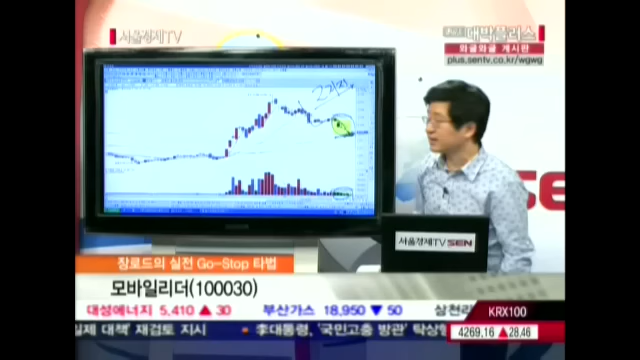 서울경제TV
대박플러스
와글와글 게시판
plus.sentv.co.kr/wgwg
서울경제TV SEN
장로드의 실전 Go-Stop 타법
모바일리더(100030)
대성에너지 5,410 ▲ 30 부산가스 18,950 ▼ 50 삼천리
KRX100
일제 대책' 재검토 지시 • 李대통령, '국민고충 방관' 탁상행
4269,16 ▲28,46